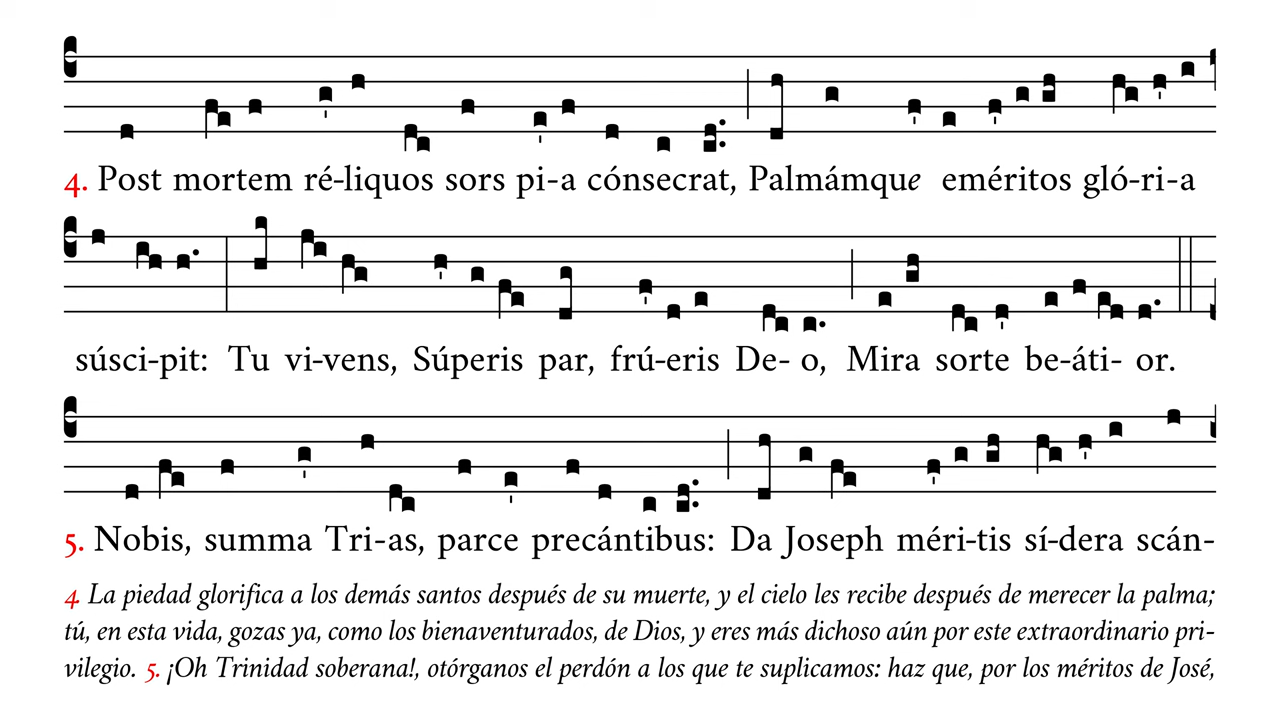 4. Post mortem ré-liquos sors pi-a cónsecrat, Palmámque eméritos gló-ri-a
súsci-pit: Tu vi-vens, Súperis par, frú-eris De- o, Mira sorte be-áti- or.
5. Nobis, summa Tri-as, parce precántibus: Da Joseph méri-tis sí-dera scán-
4. La piedad glorifica a los demás santos después de su muerte, y el cielo les recibe después de merecer la palma;
tú, en esta vida, gozas ya, como los bienaventurados, de Dios, y eres más dichoso aún por este extraordinario pri-
vilegio. 5. ¡Oh Trinidad soberana!, otórganos el perdón a los que te suplicamos: haz que, por los méritos de José,